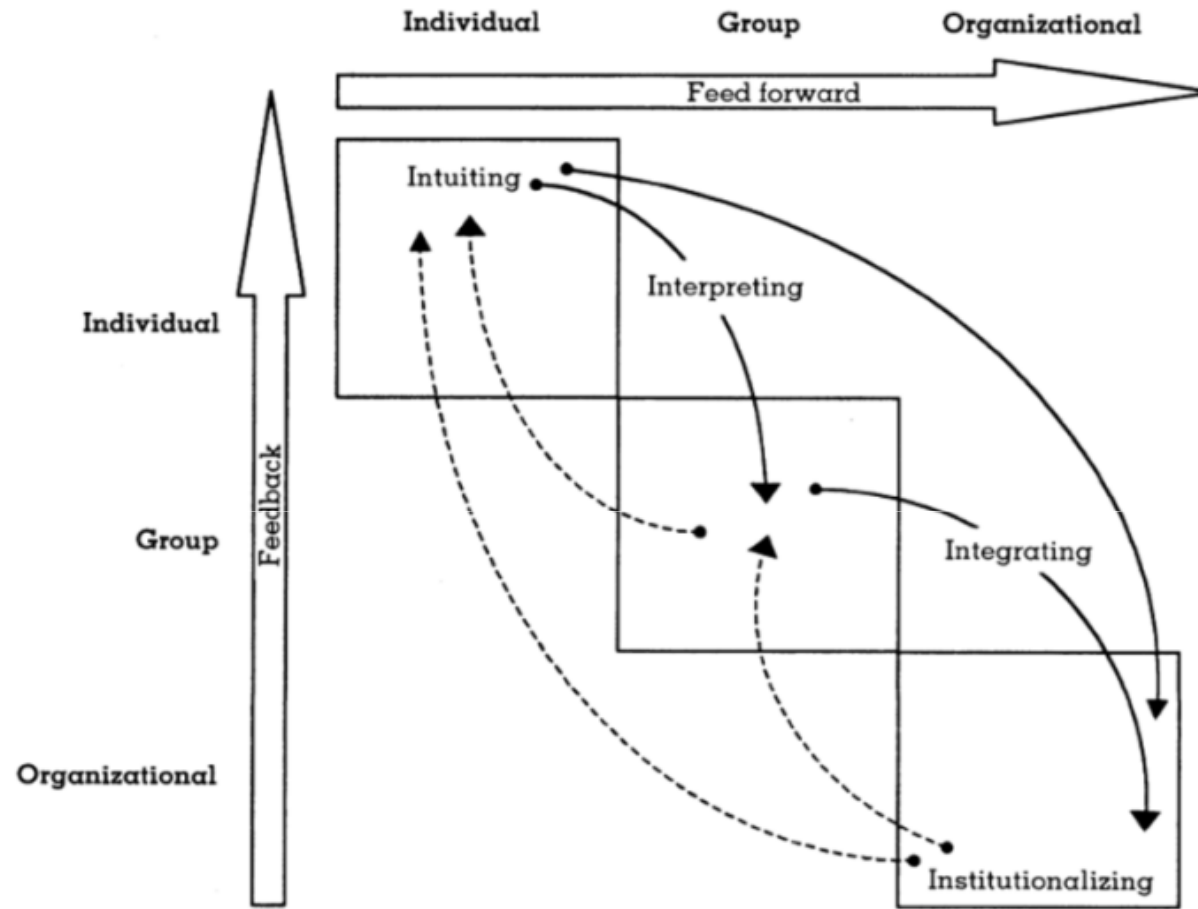 Individual Group Organizational
Feed forward
Intuiting
Interpreting
Individual
Feedback
Group
Integrating
Organizational
Institutionalizing